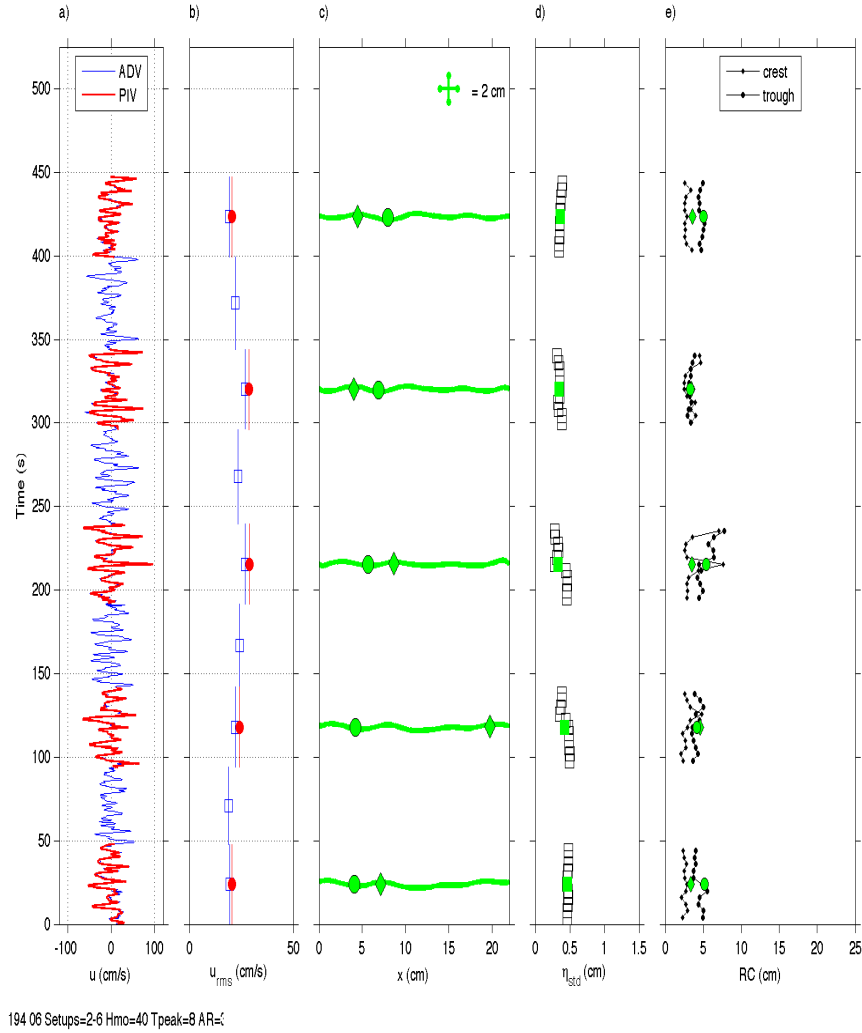 a) b) c) d) e)
ADV
PIV
= 2 cm
crest
trough
500
450
400
350
300
250
200
150
100
50
0
Time (s)
-100 0 100 0 50 0 5 10 15 20 0 0.5 1 1.5 0 5 10 15 20 25
u (cm/s) u_rms (cm/s) x (cm) η_std (cm) RC (cm)
194 06 Setups=2-6 Hmo=40 Tpeak=8 AR=